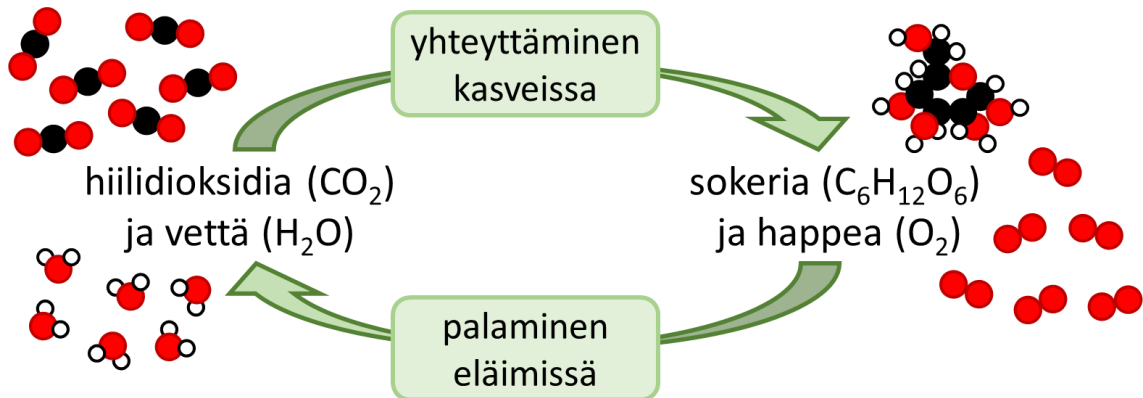 yhteyttäminen
kasveissa
hiilidioksidia (CO₂)
ja vettä (H₂O)
sokeria (C₆H₁₂O₆)
ja happea (O₂)
palaminen
eläimissä